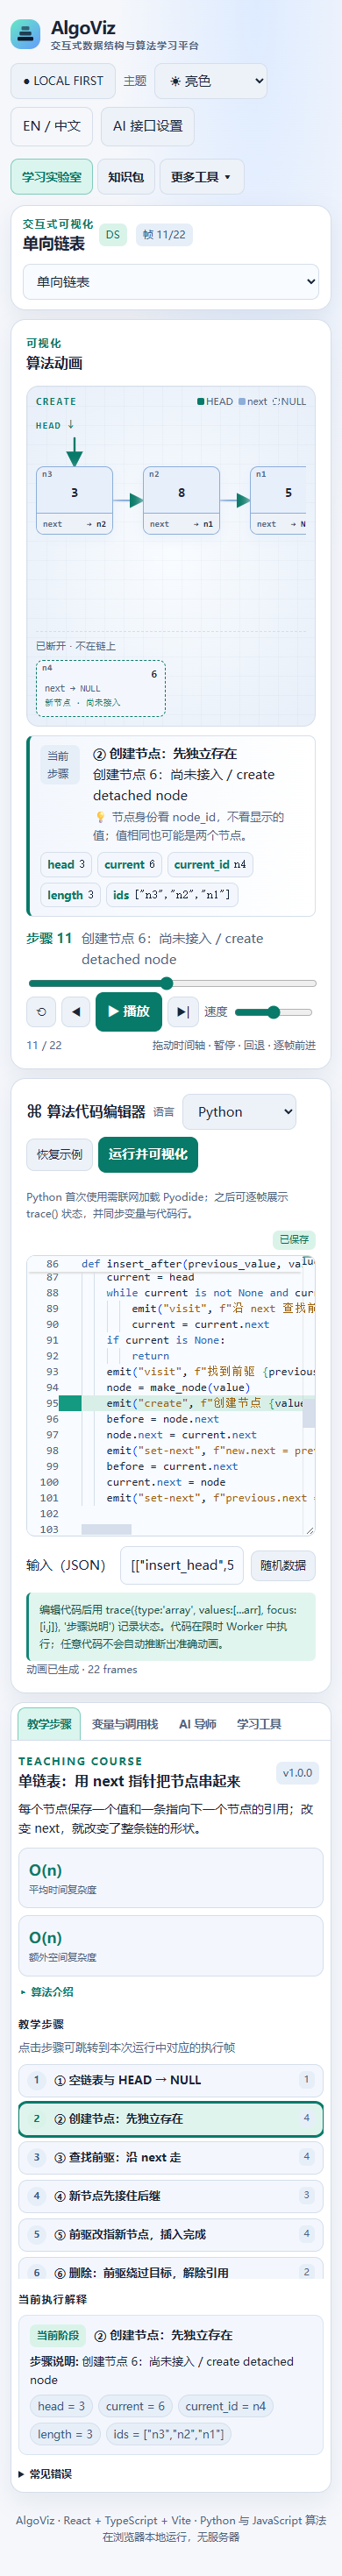 AlgoViz
交互式数据结构与算法学习平台
● LOCAL FIRST 主题 ☀ 亮色
EN / 中文 AI 接口设置
学习实验室 知识包 更多工具 ▾
交互式可视化
单向链表 DS 帧 11/22
单向链表
可视化
算法动画
CREATE HEAD next NULL
HEAD ↓
n3 n2 n1
3 8 5
next → n2 next → n1 next → N
已断开 · 不在链上
n4 6
next → NULL
新节点 · 尚未接入
当前步骤
② 创建节点：先独立存在
创建节点 6：尚未接入 / create
detached node
💡 节点身份看 node_id，不看显示的
值；值相同也可能是两个节点。
head 3 current 6 current_id n4
length 3 ids ["n3","n2","n1"]
步骤 11 创建节点 6：尚未接入 / create
detached node
▶ 播放 速度
11 / 22 拖动时间轴 · 暂停 · 回退 · 逐帧前进
⌘ 算法代码编辑器 语言 Python
恢复示例 运行并可视化
Python 首次使用需联网加载 Pyodide；之后可逐帧展示
trace() 状态，并同步变量与代码行。
已保存
86 def insert_after(previous_value, va
87 current = head
88 while current is not None and cur
89 emit("visit", f"沿 next 查找前
90 current = current.next
91 if current is None:
92 return
93 emit("visit", f"找到前驱 {previous
94 node = make_node(value)
95 emit("create", f"创建节点 {value
96 before = node.next
97 node.next = current.next
98 emit("set-next", f"new.next = prev
99 before = current.next
100 current.next = node
101 emit("set-next", f"previous.next =
102
103
输入（JSON） [["insert_head",5 随机数据
编辑代码后用 trace({type:'array', values:[...arr], focus:
[i,j]}, '步骤说明') 记录状态。代码在限时 Worker 中执
行；任意代码不会自动推断出准确动画。
动画已生成 · 22 frames
教学步骤 变量与调用栈 AI 导师 学习工具
TEACHING COURSE
单链表：用 next 指针把节点串起来 v1.0.0
每个节点保存一个值和一条指向下一个节点的引用；改
变 next，就改变了整条链的形状。
O(n)
平均时间复杂度
O(n)
额外空间复杂度
▸ 算法介绍
教学步骤
点击步骤可跳转到本次运行中对应的执行帧
1 ① 空链表与 HEAD → NULL 1
2 ② 创建节点：先独立存在 4
3 ③ 查找前驱：沿 next 走 4
4 ④ 新节点先接住后继 3
5 ⑤ 前驱改指新节点，插入完成 4
6 ⑥ 删除：前驱绕过目标，解除引用 2
当前执行解释
当前阶段 ② 创建节点：先独立存在
步骤说明: 创建节点 6：尚未接入 / create detached
node
head = 3 current = 6 current_id = n4
length = 3 ids = ["n3","n2","n1"]
▸ 常见错误
AlgoViz · React + TypeScript + Vite · Python 与 JavaScript 算法
在浏览器本地运行，无服务器